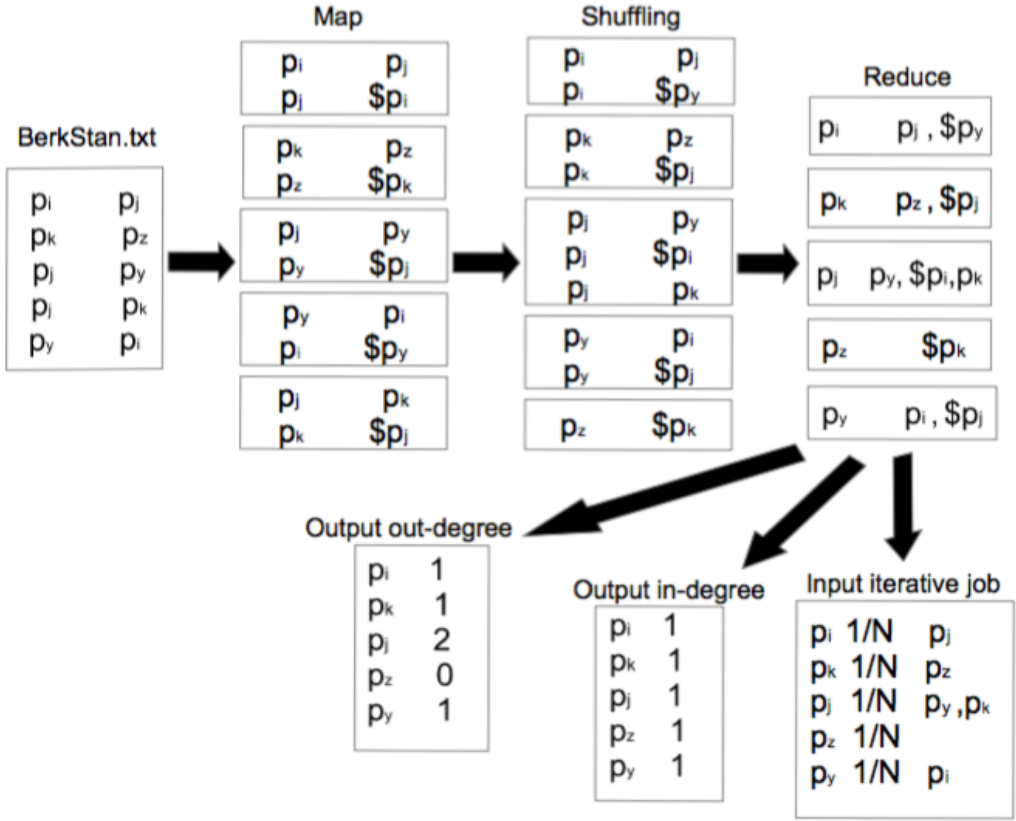 BerkStan.txt
pi pj
pk pz
pj py
pj pk
py pi
Map
pi pj
pj $pi
pk pz
pz $pk
pj py
py $pj
py pi
pi $py
pj pk
pk $pj
Shuffling
pi pj
pi $py
pk pz
pk $pj
pj py
pj $pi
pj pk
py pi
py $pj
pz $pk
Reduce
pi pj , $py
pk pz , $pj
pj py, $pi,pk
pz $pk
py pi , $pj
Output out-degree
pi 1
pk 1
pj 2
pz 0
py 1
Output in-degree
pi 1
pk 1
pj 1
pz 1
py 1
Input iterative job
pi 1/N pj
pk 1/N pz
pj 1/N py ,pk
pz 1/N
py 1/N pi